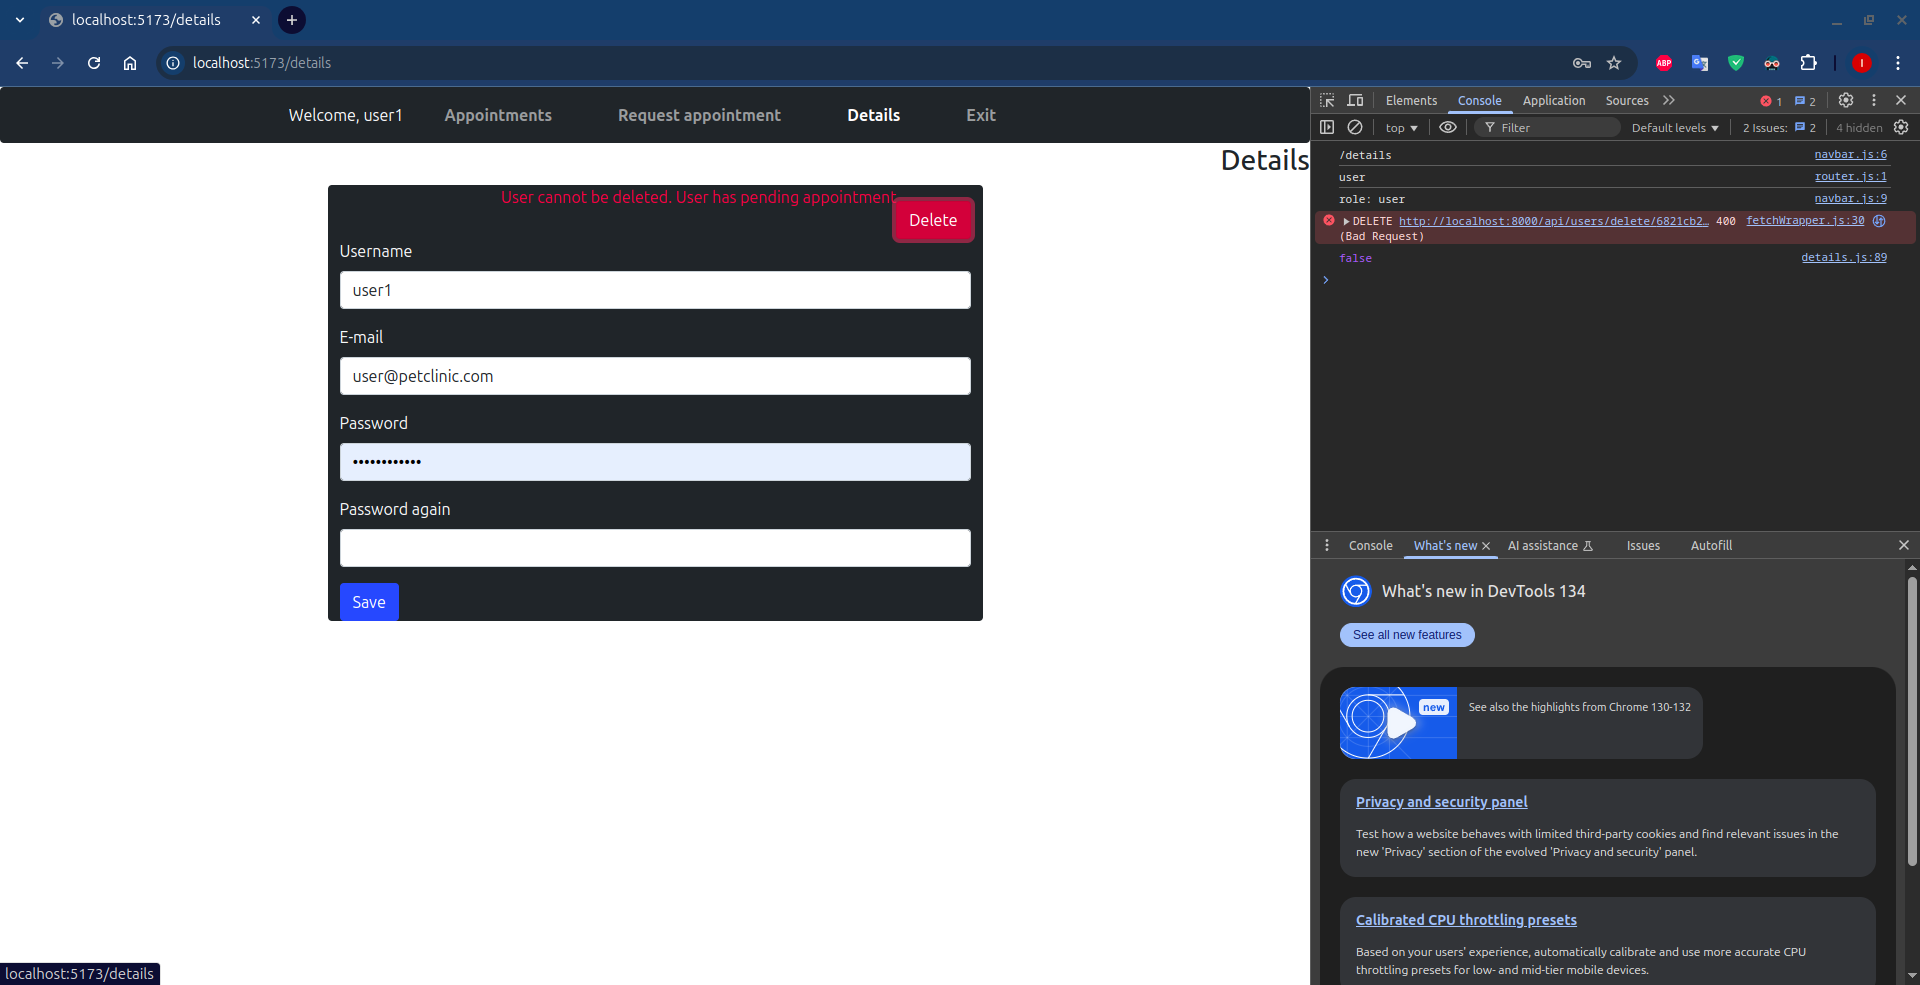 localhost:5173/details
localhost:5173/details
ABP
I
Welcome, user1 Appointments Request appointment Details Exit
Details
User cannot be deleted. User has pending appointment
Delete
Username
user1
E-mail
user@petclinic.com
Password
••••••••••••
Password again
Save
localhost:5173/details
Elements Console Application Sources 1 2
top Filter Default levels 2 Issues: 2 4 hidden
/details navbar.js:6
user router.js:1
role: user navbar.js:9
DELETE http://localhost:8000/api/users/delete/6821cb2… 400 fetchWrapper.js:30
(Bad Request)
false details.js:89
Console What's new AI assistance Issues Autofill
What's new in DevTools 134
See all new features
new
See also the highlights from Chrome 130-132
Privacy and security panel
Test how a website behaves with limited third-party cookies and find relevant issues in the
new 'Privacy' section of the evolved 'Privacy and security' panel.
Calibrated CPU throttling presets
Based on your users' experience, automatically calibrate and use more accurate CPU
throttling presets for low- and mid-tier mobile devices.